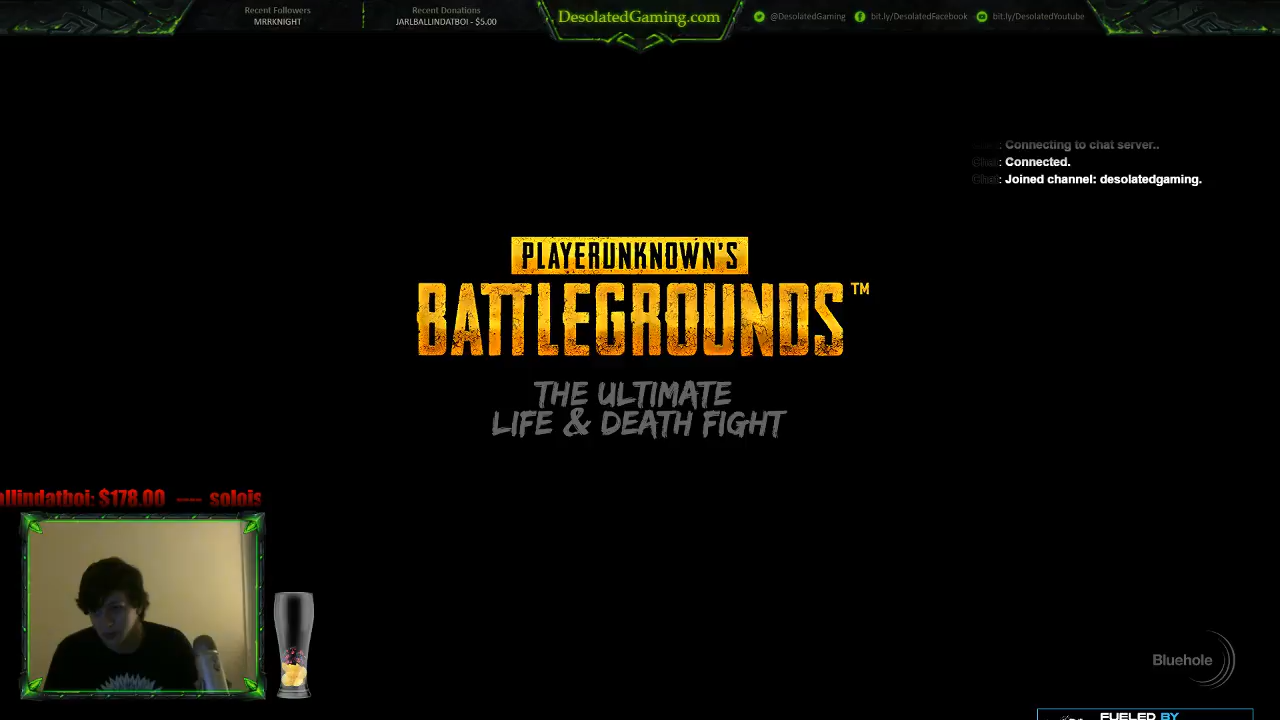 Recent Followers
MRRKNIGHT
Recent Donations
JARLBALLINDATBOI - $5.00
DesolatedGaming.com
@DesolatedGaming
bit.ly/DesolatedFacebook
bit.ly/DesolatedYoutube
: Connecting to chat server..
Chat: Connected.
Chat: Joined channel: desolatedgaming.
PLAYERUNKNOWN'S
BATTLEGROUNDS™
THE ULTIMATE
LIFE & DEATH FIGHT
allindatboi: $178.00 ---- solois
Bluehole
FUELED BY